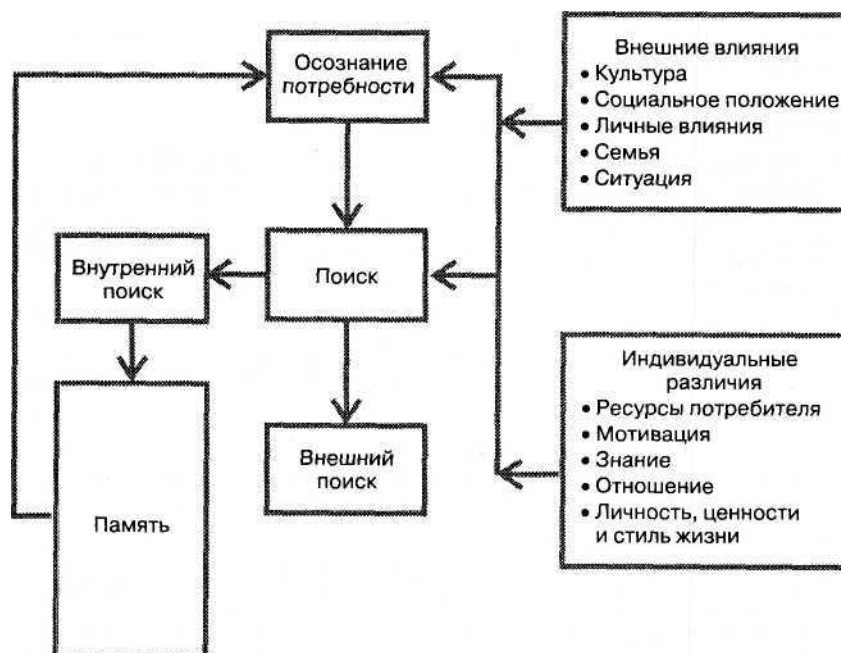 Осознание
потребности
Внешние влияния
• Культура
• Социальное положение
• Личные влияния
• Семья
• Ситуация
Внутренний
поиск
Поиск
Индивидуальные
различия
• Ресурсы потребителя
• Мотивация
• Знание
• Отношение
• Личность, ценности
и стиль жизни
Внешний
поиск
Память